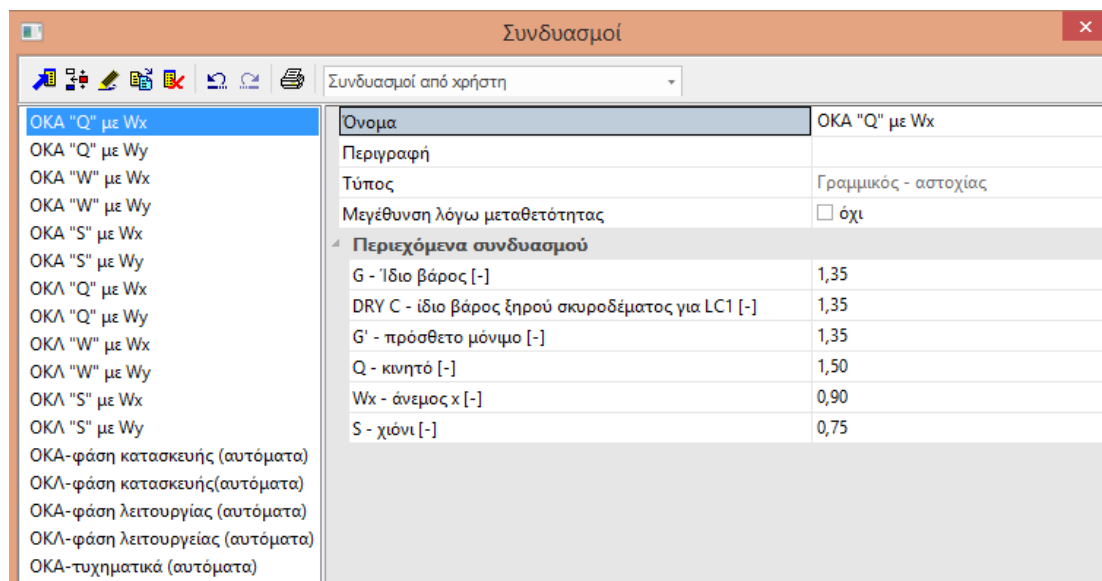 Συνδυασμοί
Συνδυασμοί από χρήστη
ΟΚΑ "Q" με Wx
ΟΚΑ "Q" με Wy
ΟΚΑ "W" με Wx
ΟΚΑ "W" με Wy
ΟΚΑ "S" με Wx
ΟΚΑ "S" με Wy
ΟΚΛ "Q" με Wx
ΟΚΛ "Q" με Wy
ΟΚΛ "W" με Wx
ΟΚΛ "W" με Wy
ΟΚΛ "S" με Wx
ΟΚΛ "S" με Wy
ΟΚΑ-φάση κατασκευής (αυτόματα)
ΟΚΛ-φάση κατασκευής(αυτόματα)
ΟΚΑ-φάση λειτουργίας (αυτόματα)
ΟΚΛ-φάση λειτουργείας (αυτόματα)
ΟΚΑ-τυχηματικά (αυτόματα)
Όνομα ΟΚΑ "Q" με Wx
Περιγραφή
Τύπος Γραμμικός - αστοχίας
Μεγέθυνση λόγω μεταθετότητας όχι
Περιεχόμενα συνδυασμού
G - Ίδιο βάρος [-] 1,35
DRY C - ίδιο βάρος ξηρού σκυροδέματος για LC1 [-] 1,35
G' - πρόσθετο μόνιμο [-] 1,35
Q - κινητό [-] 1,50
Wx - άνεμος x [-] 0,90
S - χιόνι [-] 0,75